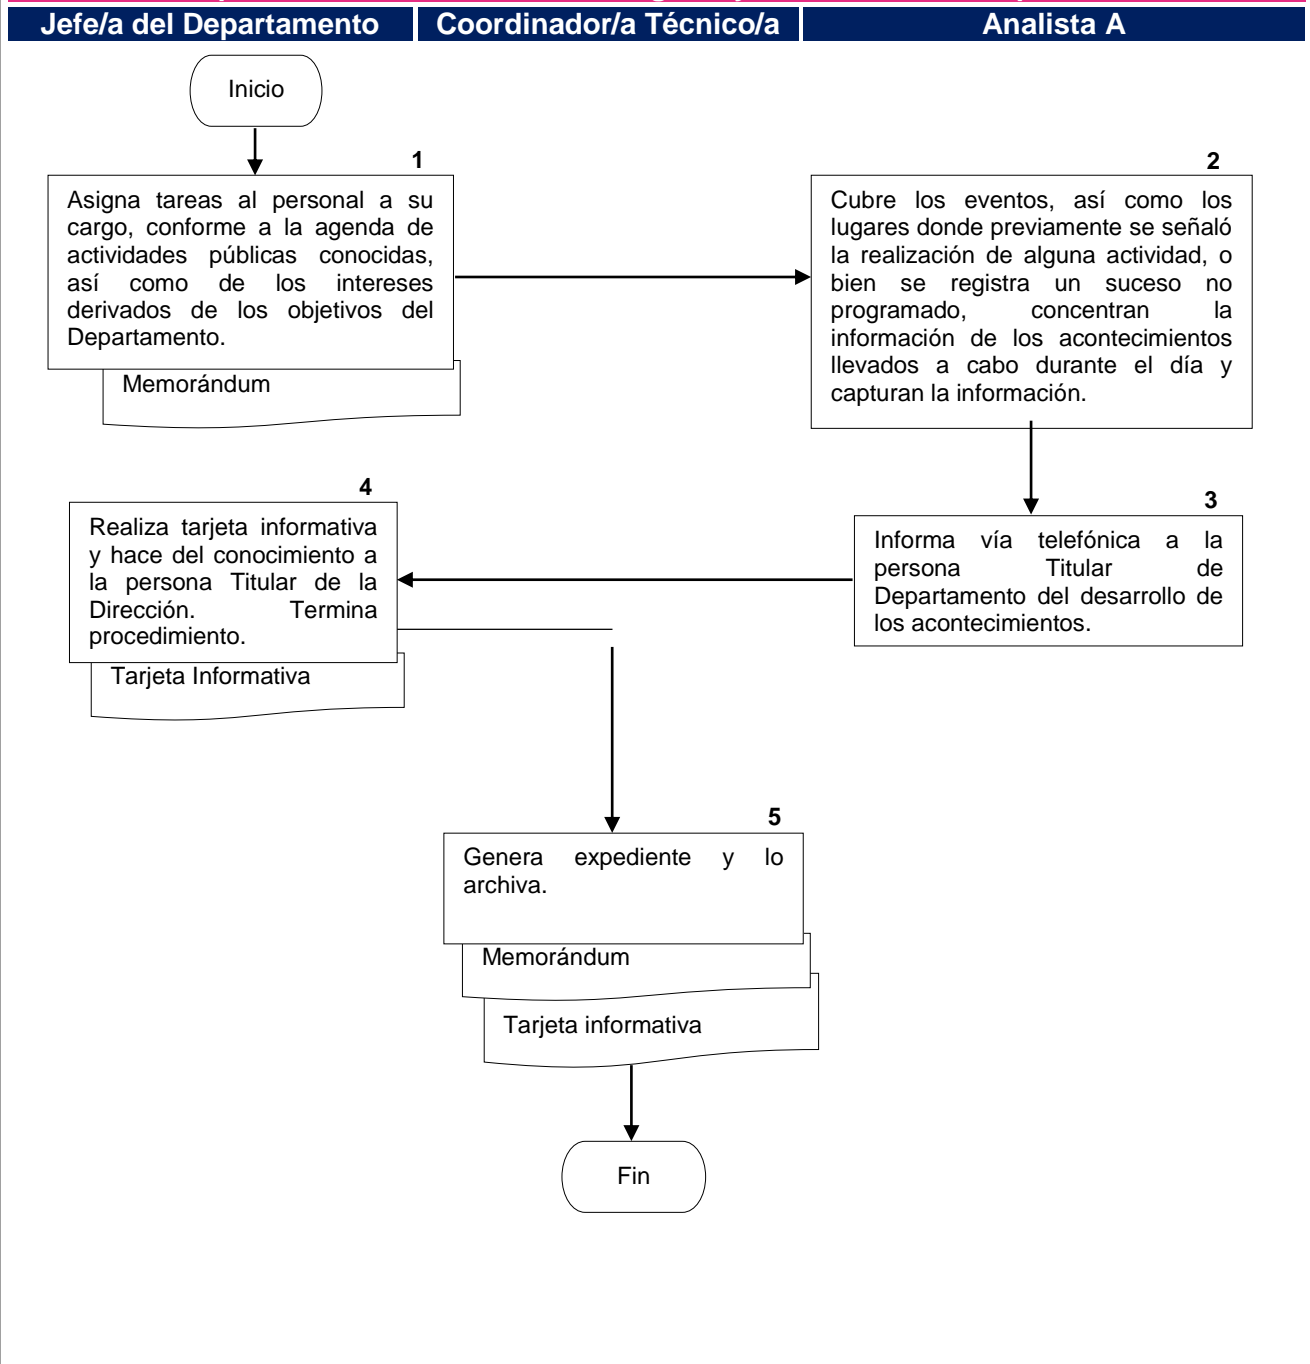 Jefe/a del Departamento
Coordinador/a Técnico/a
Analista A
Inicio
1
Asigna tareas al personal a su
cargo, conforme a la agenda de
actividades públicas conocidas,
así como de los intereses
derivados de los objetivos del
Departamento.
Memorándum
2
Cubre los eventos, así como los
lugares donde previamente se señaló
la realización de alguna actividad, o
bien se registra un suceso no
programado, concentran la
información de los acontecimientos
llevados a cabo durante el día y
capturan la información.
3
Informa vía telefónica a la
persona Titular de
Departamento del desarrollo de
los acontecimientos.
4
Realiza tarjeta informativa
y hace del conocimiento a
la persona Titular de la
Dirección. Termina
procedimiento.
Tarjeta Informativa
5
Genera expediente y lo
archiva.
Memorándum
Tarjeta informativa
Fin